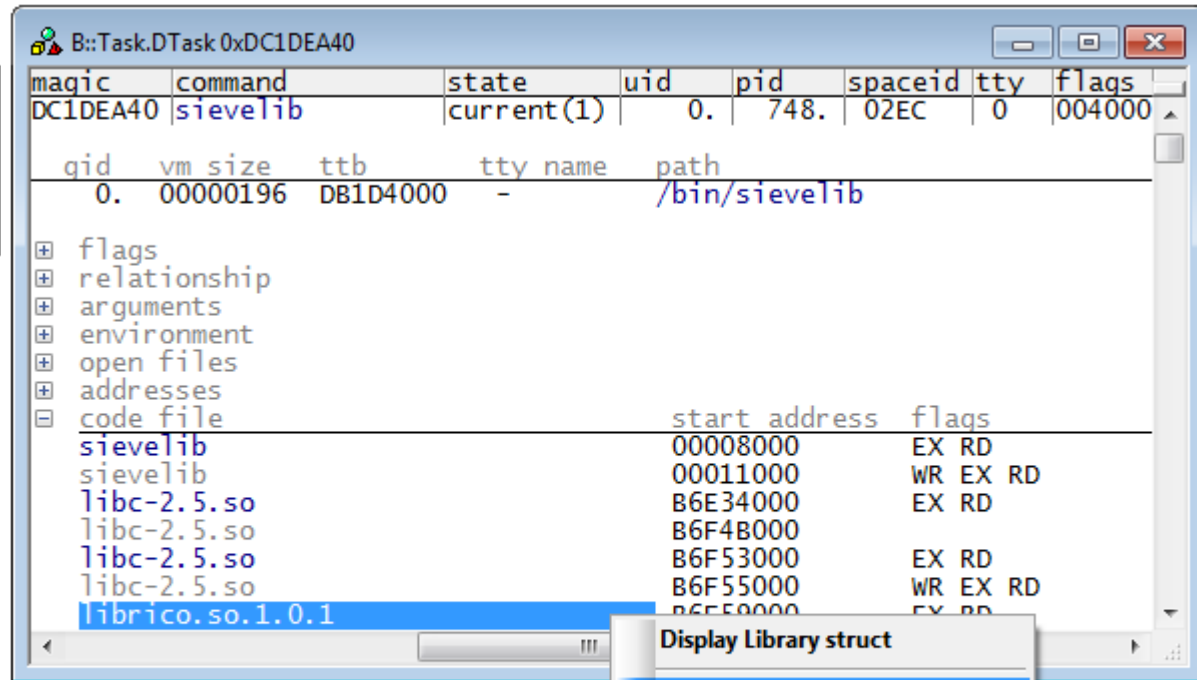 B::Task.DTask 0xDC1DEA40
magic command state uid pid spaceid tty flags
DC1DEA40 sievelib current(1) 0. 748. 02EC 0 004000
gid vm size ttb tty name path
0. 00000196 DB1D4000 - /bin/sievelib
flags
relationship
arguments
environment
open files
addresses
code file start address flags
sievelib 00008000 EX RD
sievelib 00011000 WR EX RD
libc-2.5.so B6E34000 EX RD
libc-2.5.so B6F4B000
libc-2.5.so B6F53000 EX RD
libc-2.5.so B6F55000 WR EX RD
librico.so.1.0.1 EX RD
Display Library struct